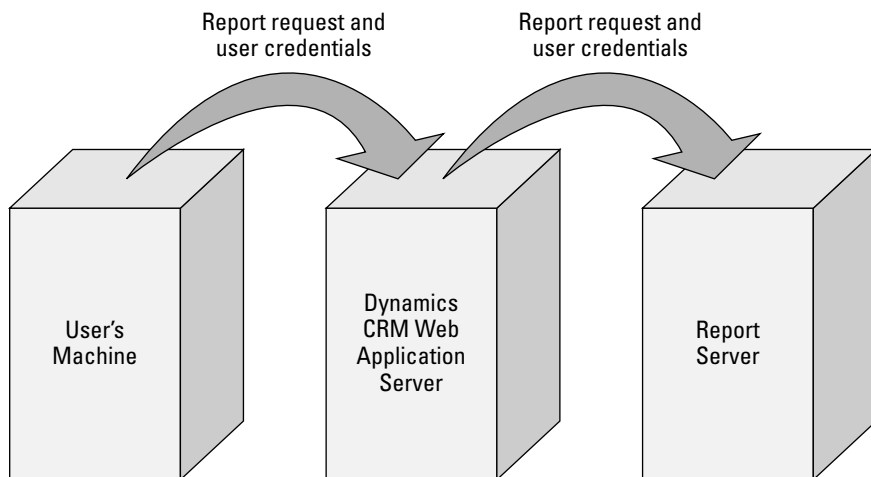 Report request and
user credentials
Report request and
user credentials
User’s
Machine
Dynamics
CRM Web
Application
Server
Report
Server